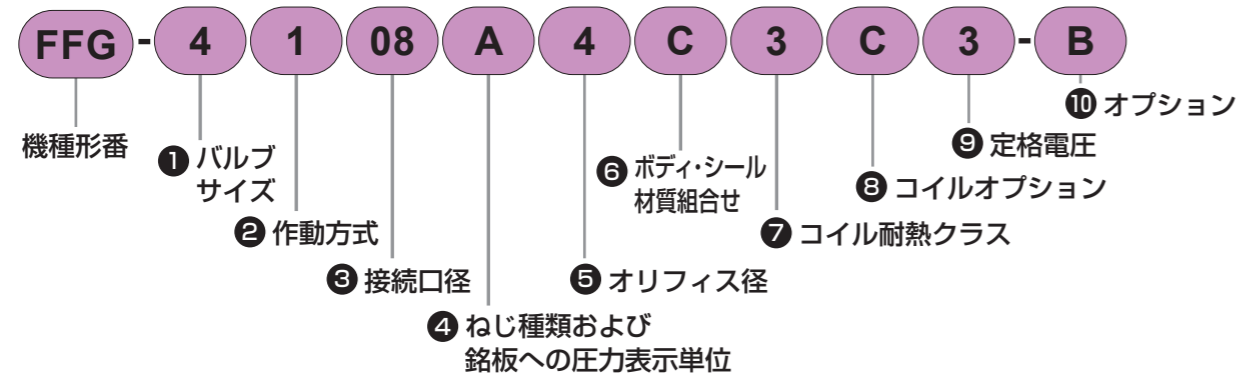 FFG - 4 1 08 A 4 C 3 C 3 - B
機種形番
❶ バルブ
サイズ
❷ 作動方式
❸ 接続口径
❹ ねじ種類および
銘板への圧力表示単位
❺ オリフィス径
❻ ボディ・シール
材質組合せ
❼ コイル耐熱クラス
❽ コイルオプション
❾ 定格電圧
❿ オプション